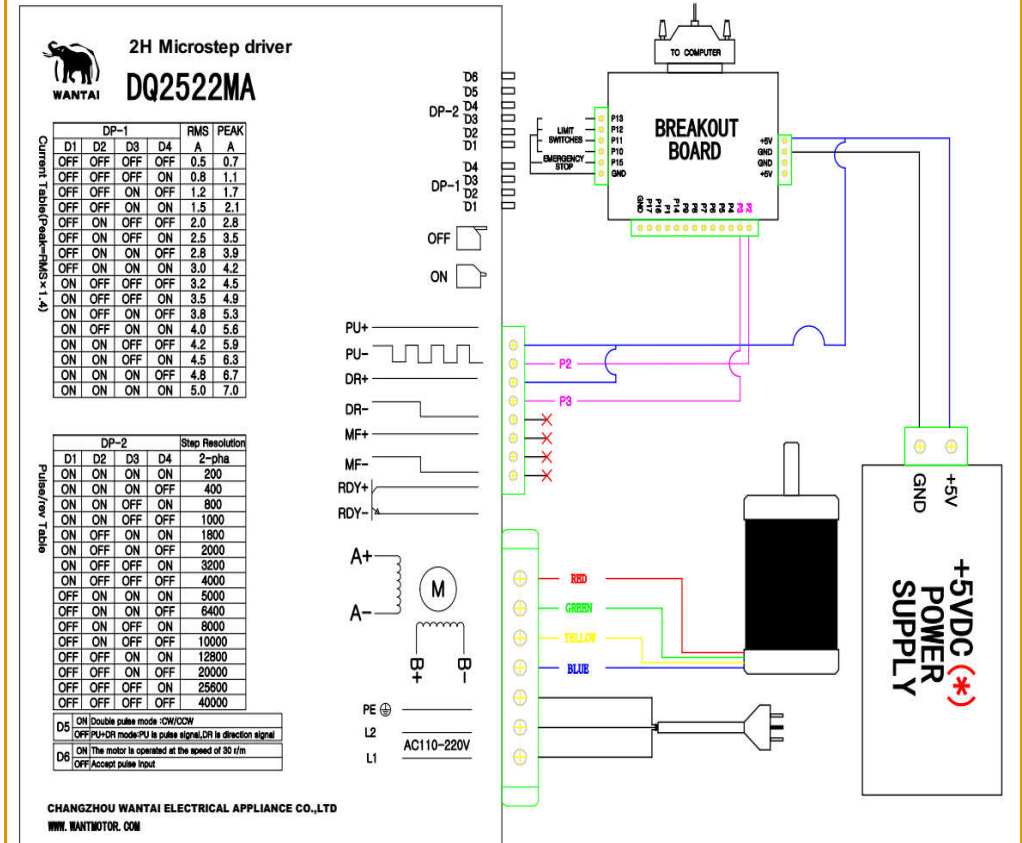 WANTAI
2H Microstep driver
DQ2522MA
Current Table(Peak=RMS×1.4)
DP-1 RMS PEAK
D1 D2 D3 D4 A A
OFF OFF OFF OFF 0.5 0.7
OFF OFF OFF ON 0.8 1.1
OFF OFF ON OFF 1.2 1.7
OFF OFF ON ON 1.5 2.1
OFF ON OFF OFF 2.0 2.8
OFF ON OFF ON 2.5 3.5
OFF ON ON OFF 2.8 3.9
OFF ON ON ON 3.0 4.2
ON OFF OFF OFF 3.2 4.5
ON OFF OFF ON 3.5 4.9
ON OFF ON OFF 3.8 5.3
ON OFF ON ON 4.0 5.6
ON ON OFF OFF 4.2 5.9
ON ON OFF ON 4.5 6.3
ON ON ON OFF 4.8 6.7
ON ON ON ON 5.0 7.0
Pulse/rev Table
DP-2 Step Resolution
D1 D2 D3 D4 2-pha
ON ON ON ON 200
ON ON ON OFF 400
ON ON OFF ON 800
ON ON OFF OFF 1000
ON OFF ON ON 1800
ON OFF ON OFF 2000
ON OFF OFF ON 3200
ON OFF OFF OFF 4000
OFF ON ON ON 5000
OFF ON ON OFF 6400
OFF ON OFF ON 8000
OFF ON OFF OFF 10000
OFF OFF ON ON 12800
OFF OFF ON OFF 20000
OFF OFF OFF ON 25600
OFF OFF OFF OFF 40000
D5 ON Double pulse mode :CW/CCW
OFF PU+DR mode:PU is pulse signal,DR is direction signal
D6 ON The motor is operated at the speed of 30 r/m
OFF Accept pulse input
CHANGZHOU WANTAI ELECTRICAL APPLIANCE CO.,LTD
WWW. WANTMOTOR. COM
DP-2
D6
D5
D4
D3
D2
D1
DP-1
D4
D3
D2
D1
OFF
ON
PU+
PU-
DR+
DR-
MF+
MF-
RDY+
RDY-
A+
A-
M
B+
B-
PE
L2
L1
AC110-220V
TO COMPUTER
BREAKOUT
BOARD
LIMIT
SWITCHES
EMERGENCY
STOP
P13
P12
P11
P10
P15
GND
+5V
GND
GND
+5V
GND
P17
P16
P1
P14
P9
P8
P7
P6
P5
P4
P3
P2
P2
P3
RED
GREEN
YELLOW
BLUE
GND
+5V
+5VDC (*)
POWER
SUPPLY